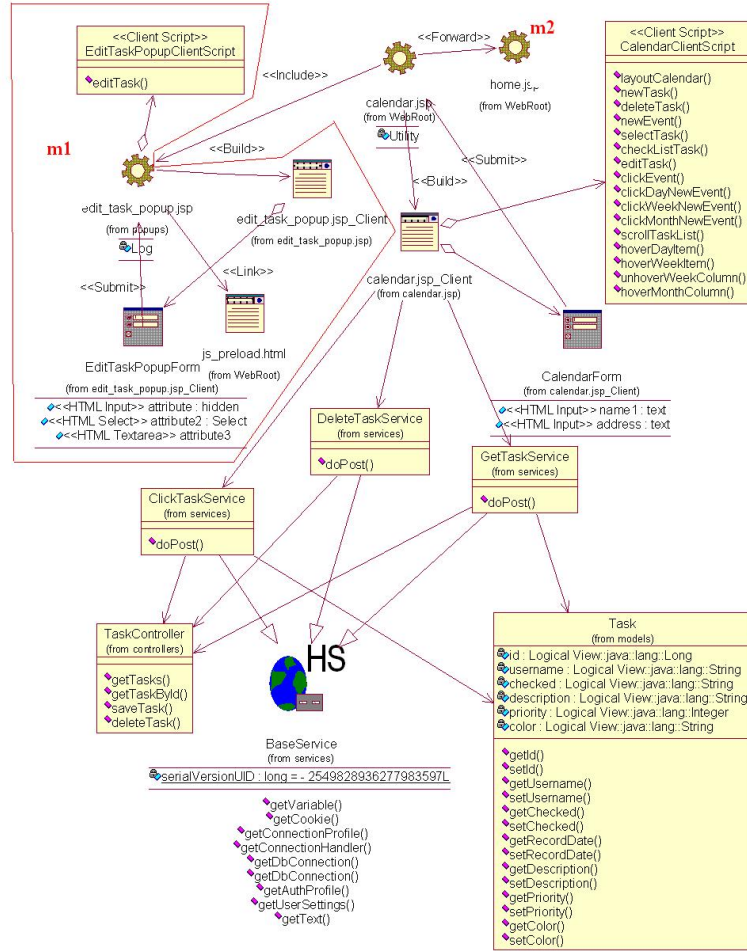 <<Client Script>>
EditTaskPopupClientScript
editTask()
<<Forward>>
m2
home.jsp
(from WebRoot)
<<Include>>
calendar.jsp
(from WebRoot)
Utility
<<Client Script>>
CalendarClientScript
layoutCalendar()
newTask()
deleteTask()
newEvent()
selectTask()
checkListTask()
editTask()
clickEvent()
clickDayNewEvent()
clickWeekNewEvent()
clickMonthNewEvent()
scrollTaskList()
hoverDayItem()
hoverWeekItem()
unhoverWeekColumn()
hoverMonthColumn()
m1
<<Build>>
<<Submit>>
<<Build>>
edit_task_popup.jsp
(from popups)
Log
edit_task_popup.jsp_Client
(from edit_task_popup.jsp)
<<Link>>
<<Submit>>
calendar.jsp_Client
(from calendar.jsp)
EditTaskPopupForm
(from edit_task_popup.jsp_Client)
<<HTML Input>> attribute : hidden
<<HTML Select>> attribute2 : Select
<<HTML Textarea>> attribute3
js_preload.html
(from WebRoot)
CalendarForm
(from calendar.jsp_Client)
<<HTML Input>> name1 : text
<<HTML Input>> address : text
DeleteTaskService
(from services)
doPost()
GetTaskService
(from services)
doPost()
ClickTaskService
(from services)
doPost()
TaskController
(from controllers)
getTasks()
getTaskById()
saveTask()
deleteTask()
HS
BaseService
(from services)
serialVersionUID : long = - 2549828936277983597L
getVariable()
getCookie()
getConnectionProfile()
getConnectionHandler()
getDbConnection()
getDbConnection()
getAuthProfile()
getUserSettings()
getText()
Task
(from models)
id : Logical View::java::lang::Long
username : Logical View::java::lang::String
checked : Logical View::java::lang::String
description : Logical View::java::lang::String
priority : Logical View::java::lang::Integer
color : Logical View::java::lang::String
getId()
setId()
getUsername()
setUsername()
getChecked()
setChecked()
getRecordDate()
setRecordDate()
getDescription()
setDescription()
getPriority()
setPriority()
getColor()
setColor()